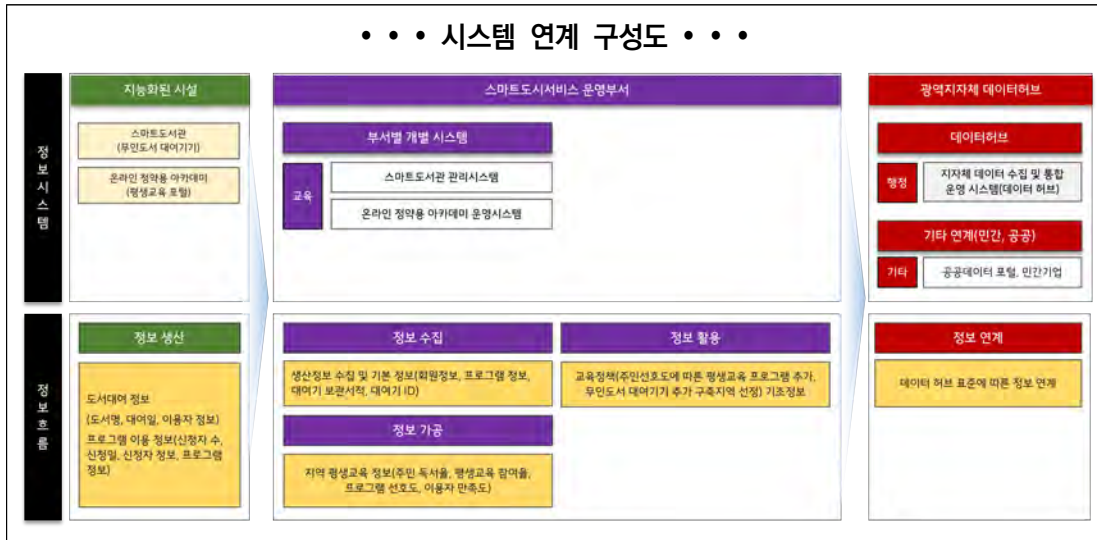 • • • 시스템 연계 구성도 • • •
정보시스템
지능화된 시설
스마트도서관
(무인도서 대여기기)
온라인 정약용 아카데미
(평생교육 포털)
스마트도시서비스 운영부서
부서별 개별 시스템
교육
스마트도서관 관리시스템
온라인 정약용 아카데미 운영시스템
광역지자체 데이터허브
데이터허브
행정
지자체 데이터 수집 및 통합
운영 시스템(데이터 허브)
기타 연계(민간, 공공)
기타
공공데이터 포털, 민간기업
정보흐름
정보 생산
도서대여 정보
(도서명, 대여일, 이용자 정보)
프로그램 이용 정보(신청자 수,
신청일, 신청자 정보, 프로그램
정보)
정보 수집
생산정보 수집 및 기본 정보(회원정보, 프로그램 정보,
대여기 보관서적, 대여기 ID)
정보 가공
지역 평생교육 정보(주민 독서율, 평생교육 참여율,
프로그램 선호도, 이용자 만족도)
정보 활용
교육정책(주민선호도에 따른 평생교육 프로그램 추가,
무인도서 대여기기 추가 구축지역 선정) 기초정보
정보 연계
데이터 허브 표준에 따른 정보 연계